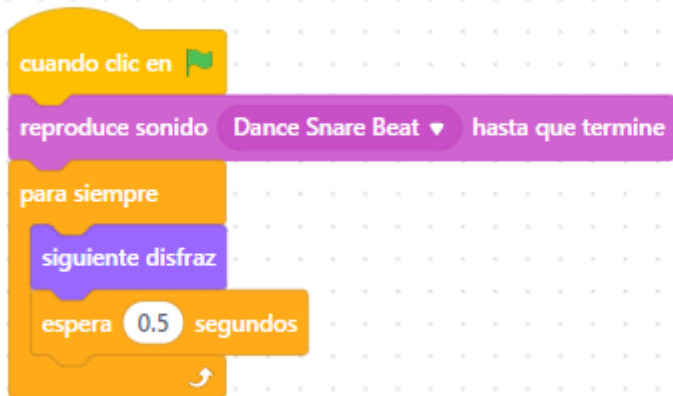 cuando clic en
reproduce sonido Dance Snare Beat hasta que termine
para siempre
siguiente disfraz
espera 0.5 segundos